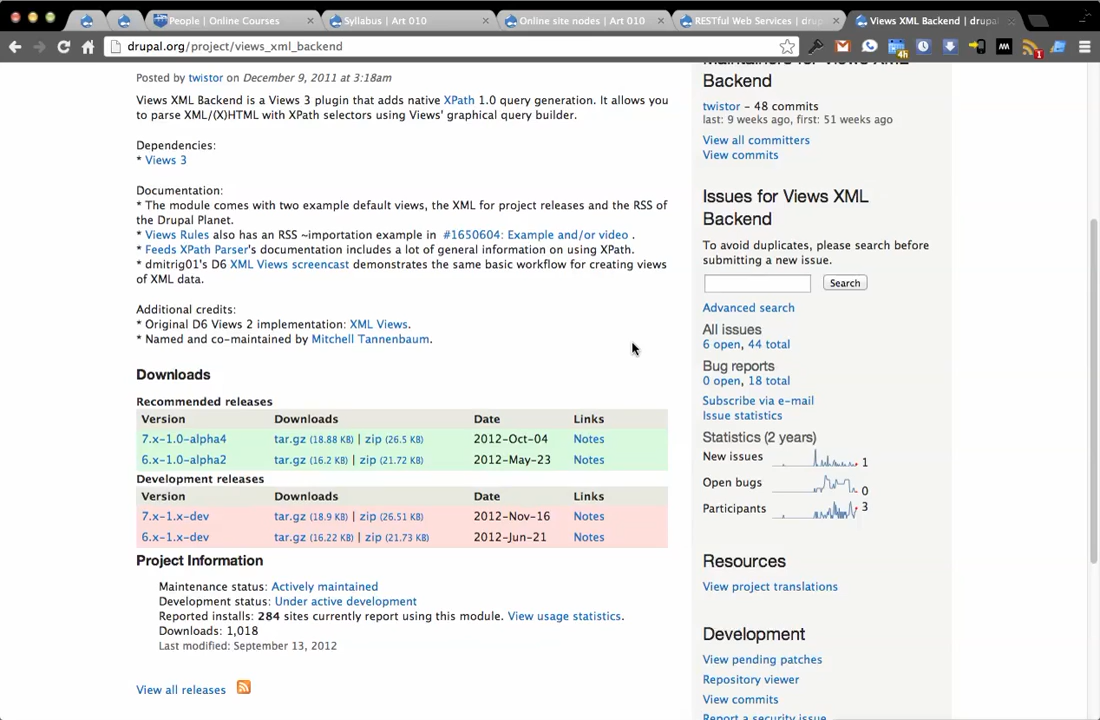 People | Online Courses
Syllabus | Art 010
Online site nodes | Art 010
RESTful Web Services | drupal
Views XML Backend | drupal
drupal.org/project/views_xml_backend
4h
1
Posted by twistor on December 9, 2011 at 3:18am
Views XML Backend is a Views 3 plugin that adds native XPath 1.0 query generation. It allows you
to parse XML/(X)HTML with XPath selectors using Views' graphical query builder.
Dependencies:
* Views 3
Documentation:
* The module comes with two example default views, the XML for project releases and the RSS of
the Drupal Planet.
* Views Rules also has an RSS ~importation example in #1650604: Example and/or video .
* Feeds XPath Parser's documentation includes a lot of general information on using XPath.
* dmitrig01's D6 XML Views screencast demonstrates the same basic workflow for creating views
of XML data.
Additional credits:
* Original D6 Views 2 implementation: XML Views.
* Named and co-maintained by Mitchell Tannenbaum.
Downloads
Recommended releases
Version Downloads Date Links
7.x-1.0-alpha4 tar.gz (18.88 KB) | zip (26.5 KB) 2012-Oct-04 Notes
6.x-1.0-alpha2 tar.gz (16.2 KB) | zip (21.72 KB) 2012-May-23 Notes
Development releases
Version Downloads Date Links
7.x-1.x-dev tar.gz (18.9 KB) | zip (26.51 KB) 2012-Nov-16 Notes
6.x-1.x-dev tar.gz (16.22 KB) | zip (21.73 KB) 2012-Jun-21 Notes
Project Information
Maintenance status: Actively maintained
Development status: Under active development
Reported installs: 284 sites currently report using this module. View usage statistics.
Downloads: 1,018
Last modified: September 13, 2012
View all releases
Maintainers for Views XML
Backend
twistor – 48 commits
last: 9 weeks ago, first: 51 weeks ago
View all committers
View commits
Issues for Views XML
Backend
To avoid duplicates, please search before
submitting a new issue.
Search
Advanced search
All issues
6 open, 44 total
Bug reports
0 open, 18 total
Subscribe via e-mail
Issue statistics
Statistics (2 years)
New issues 1
Open bugs 0
Participants 3
Resources
View project translations
Development
View pending patches
Repository viewer
View commits
Report a security issue